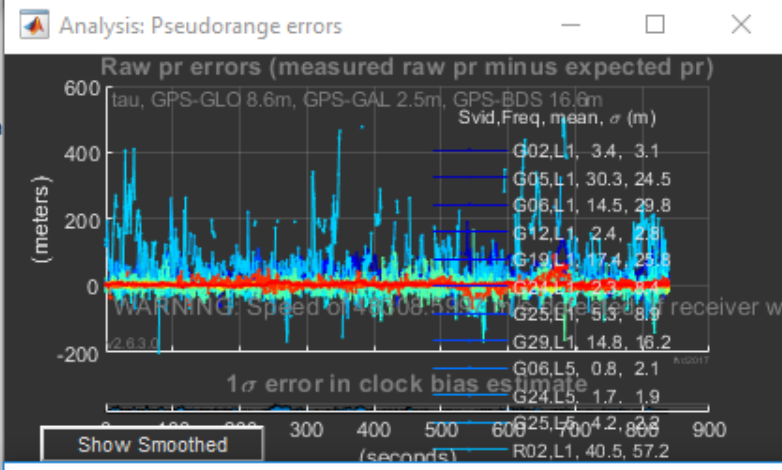 Analysis: Pseudorange errors
Raw pr errors (measured raw pr minus expected pr)
tau, GPS-GLO 8.6m, GPS-GAL 2.5m, GPS-BDS 16.6m
Svid,Freq, mean, σ (m)
600
400
200
0
-200
(meters)
G02,L1, 3.4, 3.1
G05,L1, 30.3, 24.5
G06,L1, 14.5, 29.8
G12,L1, 2.4, 2.8
G19,L1, 17.4, 25.8
WARNING: Speed of
receiver w
G25,L1, 5.3, 8.9
G29,L1, 14.8, 16.2
v2.6.3.0
G06,L5, 0.8, 2.1
1σ error in clock bias estimate
G24,L5, 1.7, 1.9
G25,L5, 4.2, 2.3
R02,L1, 40.5, 57.2
300 400 500 600 700 800 900
(seconds)
Show Smoothed